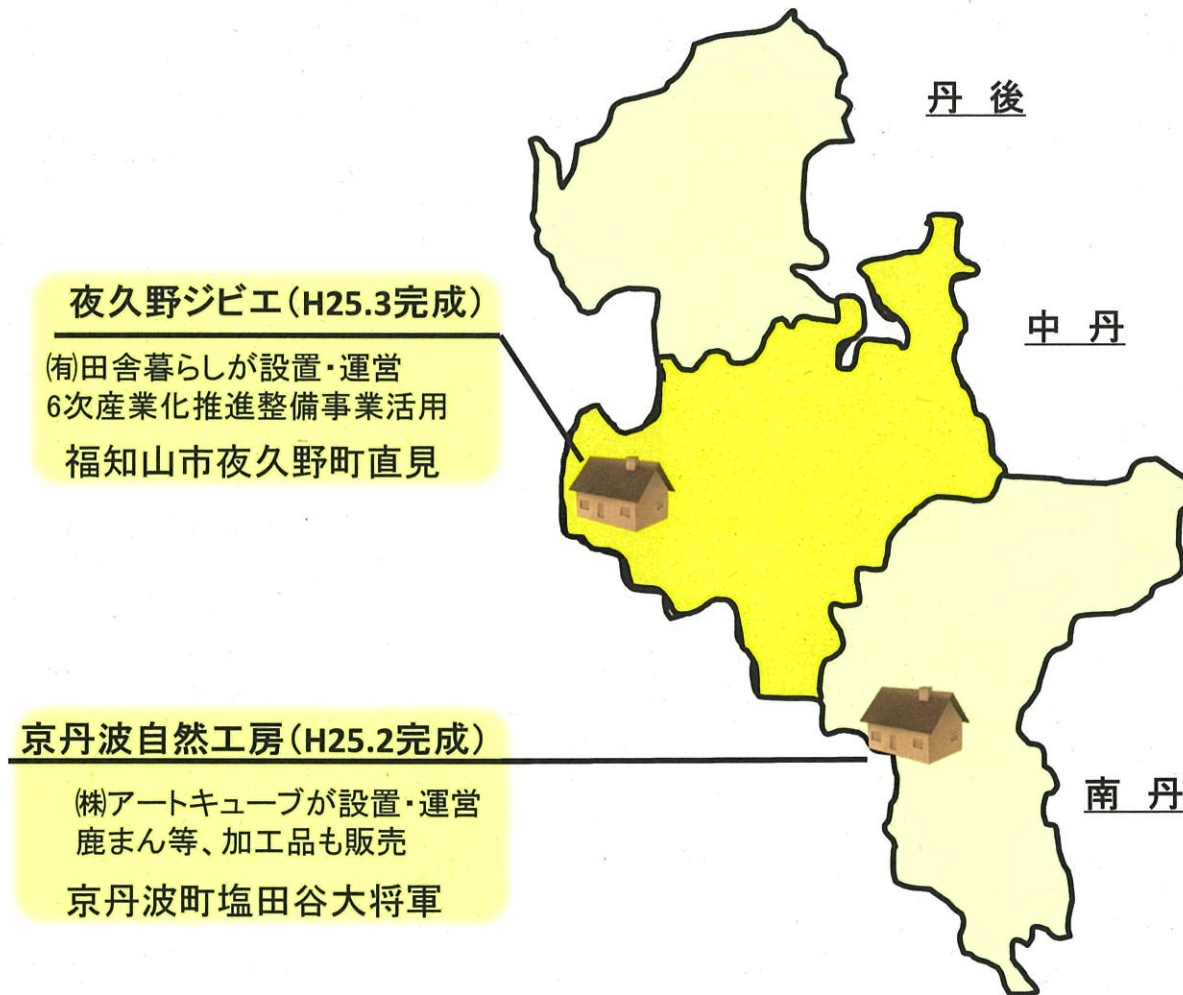 丹 後
中 丹
夜久野ジビエ(H25.3完成)
㈲田舎暮らしが設置・運営
6次産業化推進整備事業活用
福知山市夜久野町直見
京丹波自然工房(H25.2完成)
㈱アートキューブが設置・運営
鹿まん等、加工品も販売
京丹波町塩田谷大将軍
南 丹